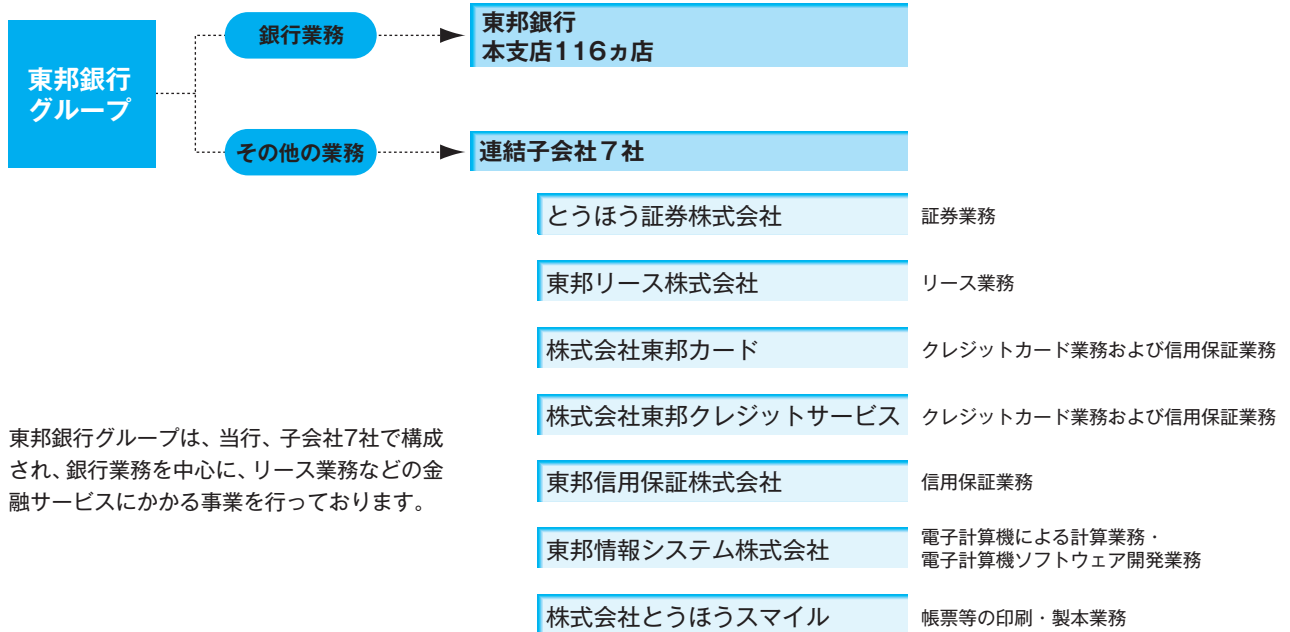 東邦銀行
グループ
銀行業務
東邦銀行
本支店116ヵ店
その他の業務
連結子会社7社
とうほう証券株式会社
証券業務
東邦リース株式会社
リース業務
株式会社東邦カード
クレジットカード業務および信用保証業務
株式会社東邦クレジットサービス
クレジットカード業務および信用保証業務
東邦信用保証株式会社
信用保証業務
東邦情報システム株式会社
電子計算機による計算業務・
電子計算機ソフトウェア開発業務
株式会社とうほうスマイル
帳票等の印刷・製本業務
東邦銀行グループは、当行、子会社7社で構成
され、銀行業務を中心に、リース業務などの金
融サービスにかかる事業を行っております。